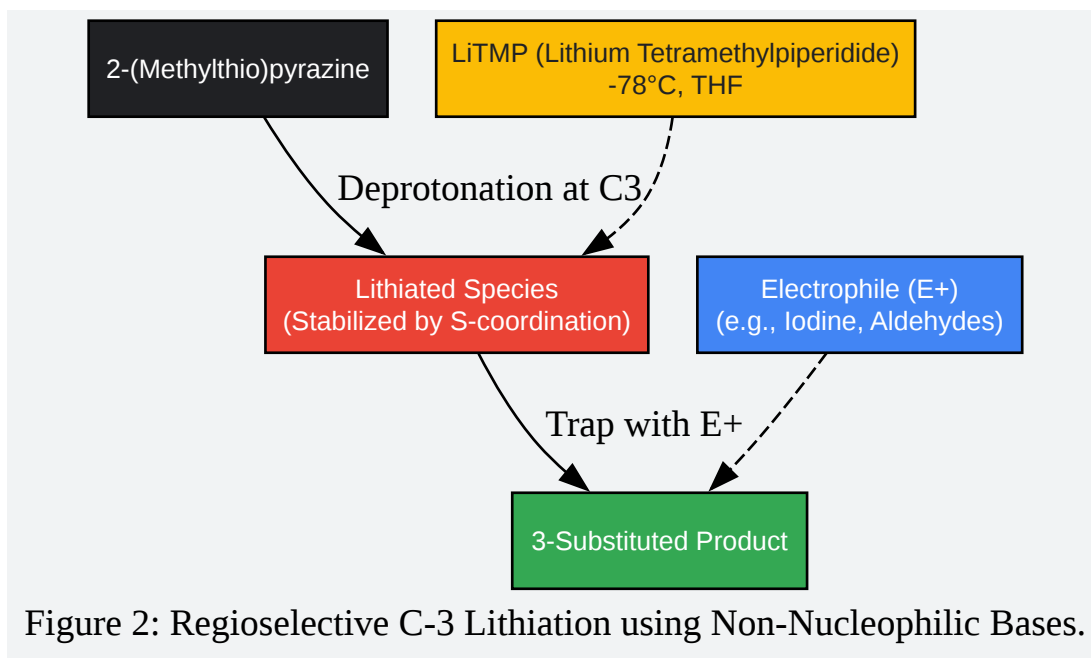 2-(Methylthio)pyrazine
LiTMP (Lithium Tetramethylpiperidide)
-78°C, THF
Deprotonation at C3
Lithiated Species
(Stabilized by S-coordination)
Electrophile (E+)
(e.g., Iodine, Aldehydes)
Trap with E+
3-Substituted Product
Figure 2: Regioselective C-3 Lithiation using Non-Nucleophilic Bases.